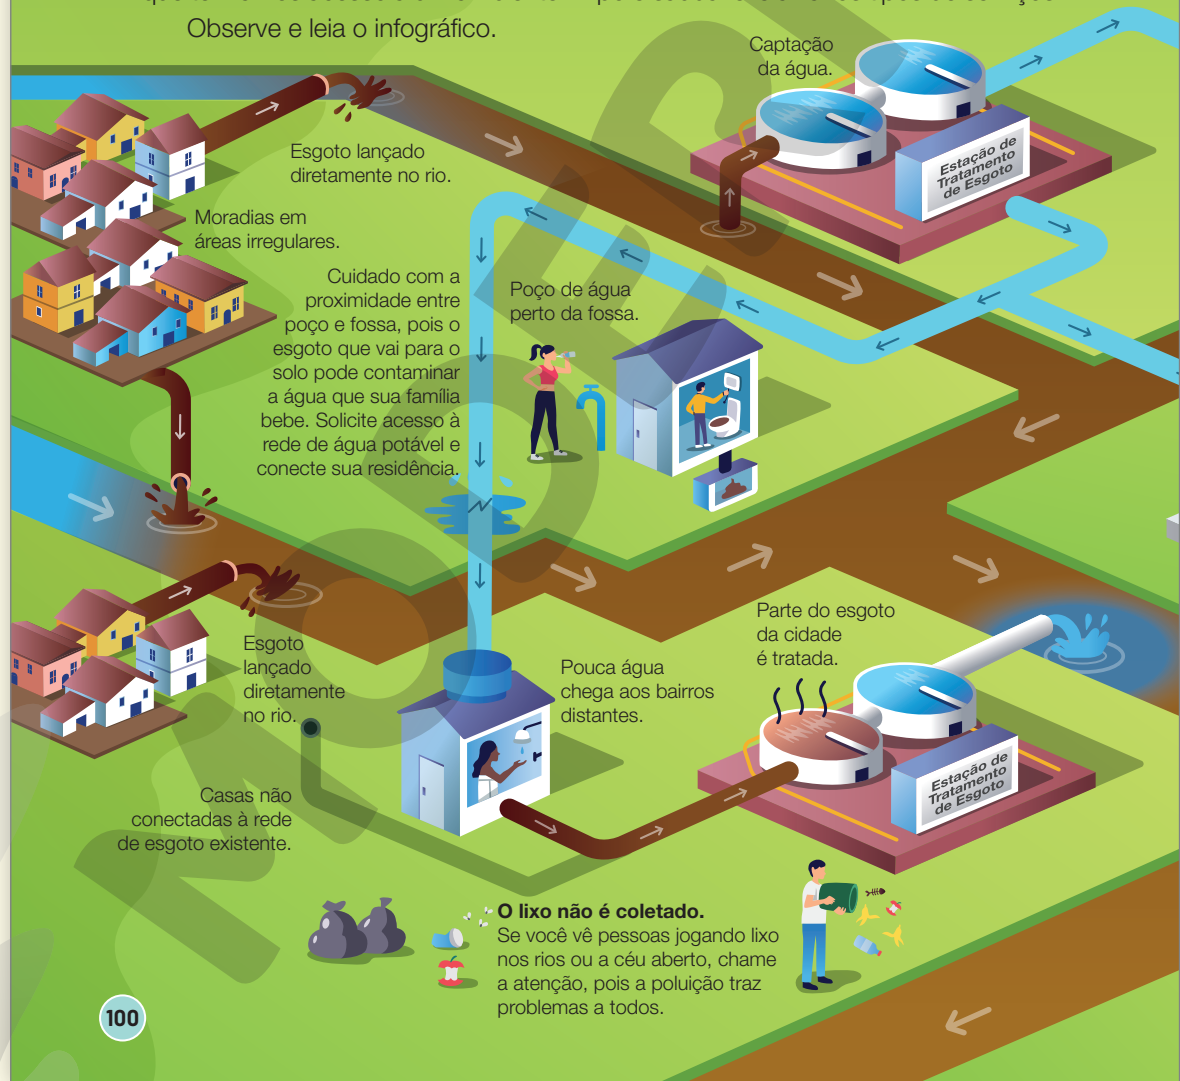 Observe e leia o infográfico.
Captação
da água.
Estação de
Tratamento
de Esgoto
Esgoto lançado
diretamente no rio.
Moradias em
áreas irregulares.
Cuidado com a
proximidade entre
poço e fossa, pois o
esgoto que vai para o
solo pode contaminar
a água que sua família
bebe. Solicite acesso à
rede de água potável e
conecte sua residência.
Poço de água
perto da fossa.
Esgoto
lançado
diretamente
no rio.
Pouca água
chega aos bairros
distantes.
Parte do esgoto
da cidade
é tratada.
Estação de
Tratamento
de Esgoto
Casas não
conectadas à rede
de esgoto existente.
O lixo não é coletado.
Se você vê pessoas jogando lixo
nos rios ou a céu aberto, chame
a atenção, pois a poluição traz
problemas a todos.
100